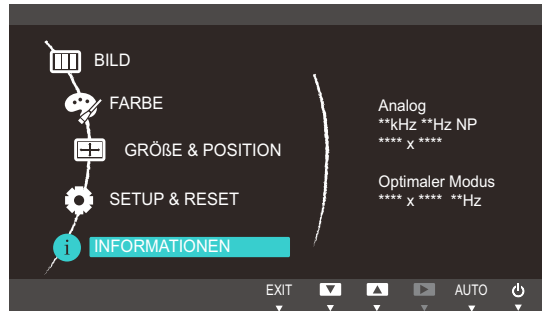 BILD
FARBE
GRÖßE & POSITION
SETUP & RESET
i INFORMATIONEN
Analog
**kHz **Hz NP
**** x ****
Optimaler Modus
**** x **** **Hz
EXIT AUTO